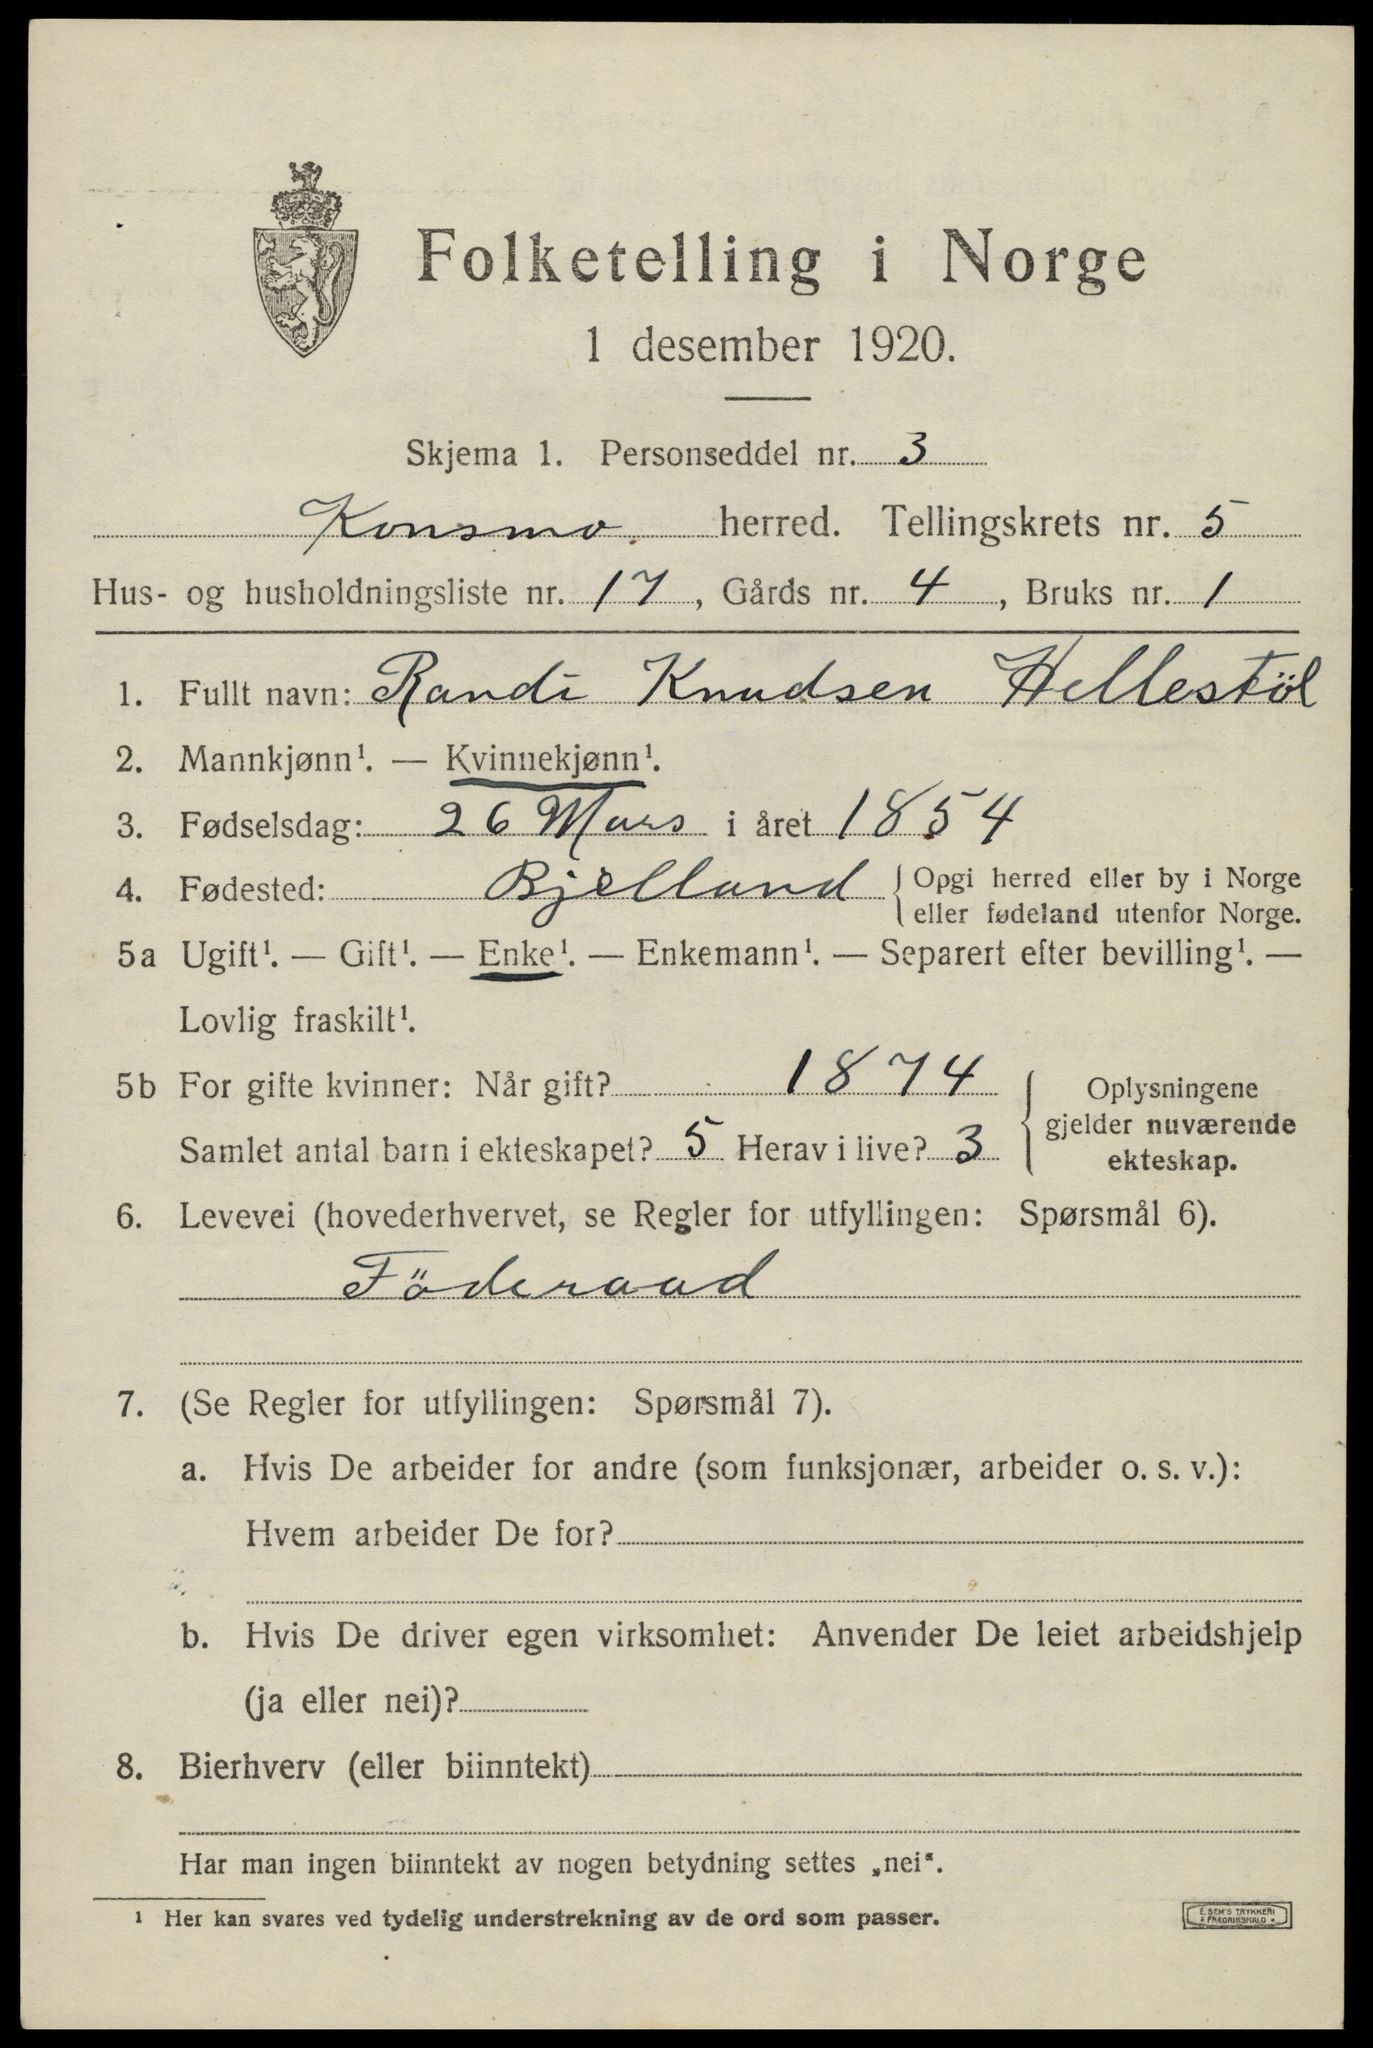 Folketelling i Norge
1 desember 1920.
Skjema 1. Personseddel nr. 3
Konsmo. herred. Tellingskrets nr. 5
Hus- og husholdningsliste nr. 17, Gårds nr. 4, Bruks nr. 1
1. Fullt navn: Randi Knudsen Hellestöl
2. Mannkjønn¹. — Kvinnekjønn¹.
3. Fødselsdag: 26 Mars i året 1854
4. Fødested: Bjelland { Opgi herred eller by i Norge
eller fødeland utenfor Norge.
5a Ugift¹. — Gift¹. — Enke¹. — Enkemann¹. — Separert efter bevilling¹. —
Lovlig fraskilt¹.
5b For gifte kvinner: Når gift? 1874
Samlet antal barn i ekteskapet? 5 Herav i live? 3
{ Oplysningene
gjelder nuværende
ekteskap.
6. Levevei (hovederhvervet, se Regler for utfyllingen: Spørsmål 6).
Föderaad
7. (Se Regler for utfyllingen: Spørsmål 7).
a. Hvis De arbeider for andre (som funksjonær, arbeider o. s. v.):
Hvem arbeider De for?
b. Hvis De driver egen virksomhet: Anvender De leiet arbeidshjelp
(ja eller nei)?
8. Bierhverv (eller biinntekt)
Har man ingen biinntekt av nogen betydning settes „nei“.
¹ Her kan svares ved tydelig understrekning av de ord som passer.
E. SEM'S TRYKKERI
FREDRIKSHALD